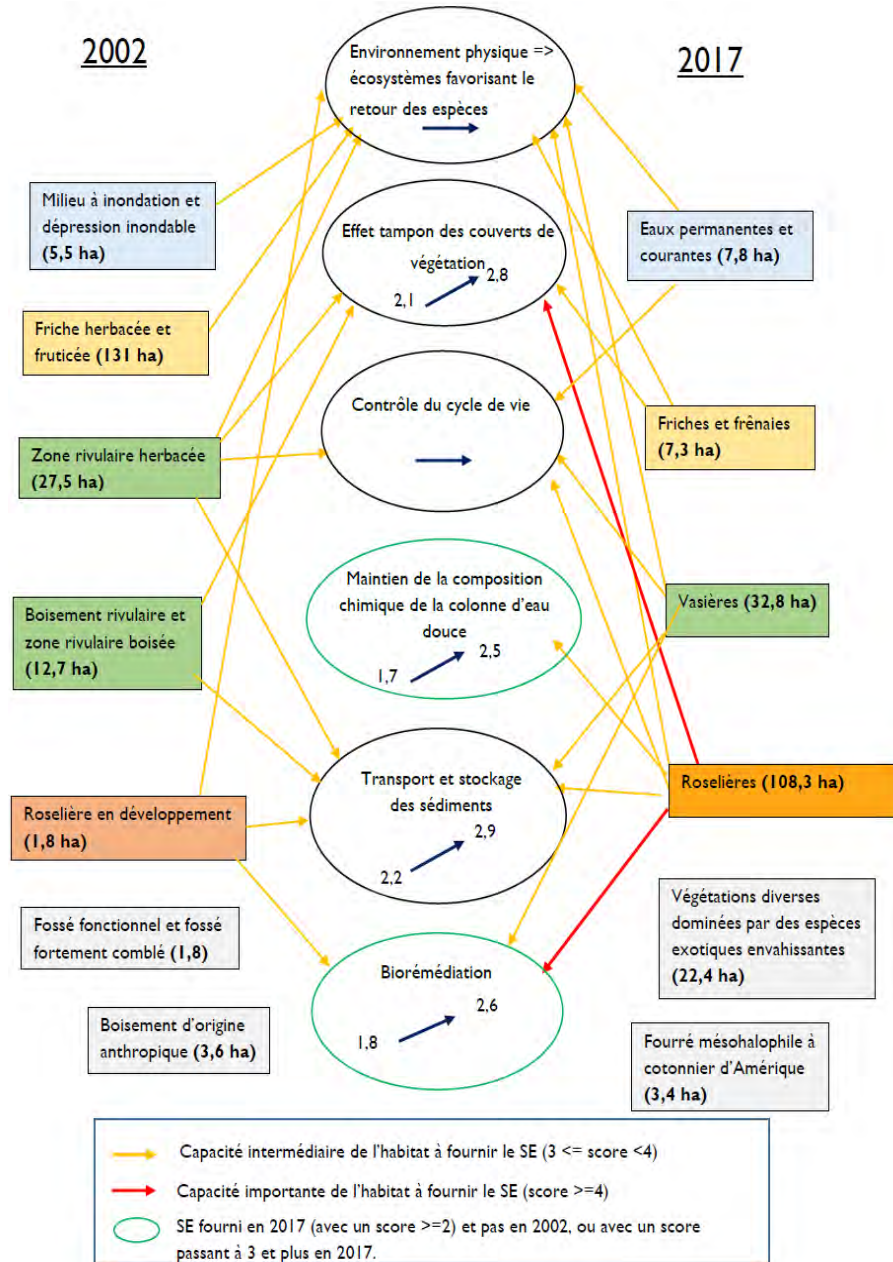 2002
2017
Environnement physique =>
écosystèmes favorisant le
retour des espèces
Milieu à inondation et
dépression inondable
(5,5 ha)
Effet tampon des couverts de
végétation
2,1
2,8
Eaux permanentes et
courantes (7,8 ha)
Friche herbacée et
fruticée (131 ha)
Contrôle du cycle de vie
Friches et frênaies
(7,3 ha)
Zone rivulaire herbacée
(27,5 ha)
Maintien de la composition
chimique de la colonne d'eau
douce
1,7
2,5
Vasières (32,8 ha)
Boisement rivulaire et
zone rivulaire boisée
(12,7 ha)
Transport et stockage
des sédiments
2,2
2,9
Roselières (108,3 ha)
Roselière en développement
(1,8 ha)
Végétations diverses
dominées par des espèces
exotiques envahissantes
(22,4 ha)
Fossé fonctionnel et fossé
fortement comblé (1,8)
Biorémédiation
1,8
2,6
Boisement d'origine
anthropique (3,6 ha)
Fourré mésohalophile à
cotonnier d'Amérique
(3,4 ha)
Capacité intermédiaire de l'habitat à fournir le SE (3 <= score <4)
Capacité importante de l'habitat à fournir le SE (score >=4)
SE fourni en 2017 (avec un score >=2) et pas en 2002, ou avec un score
passant à 3 et plus en 2017.